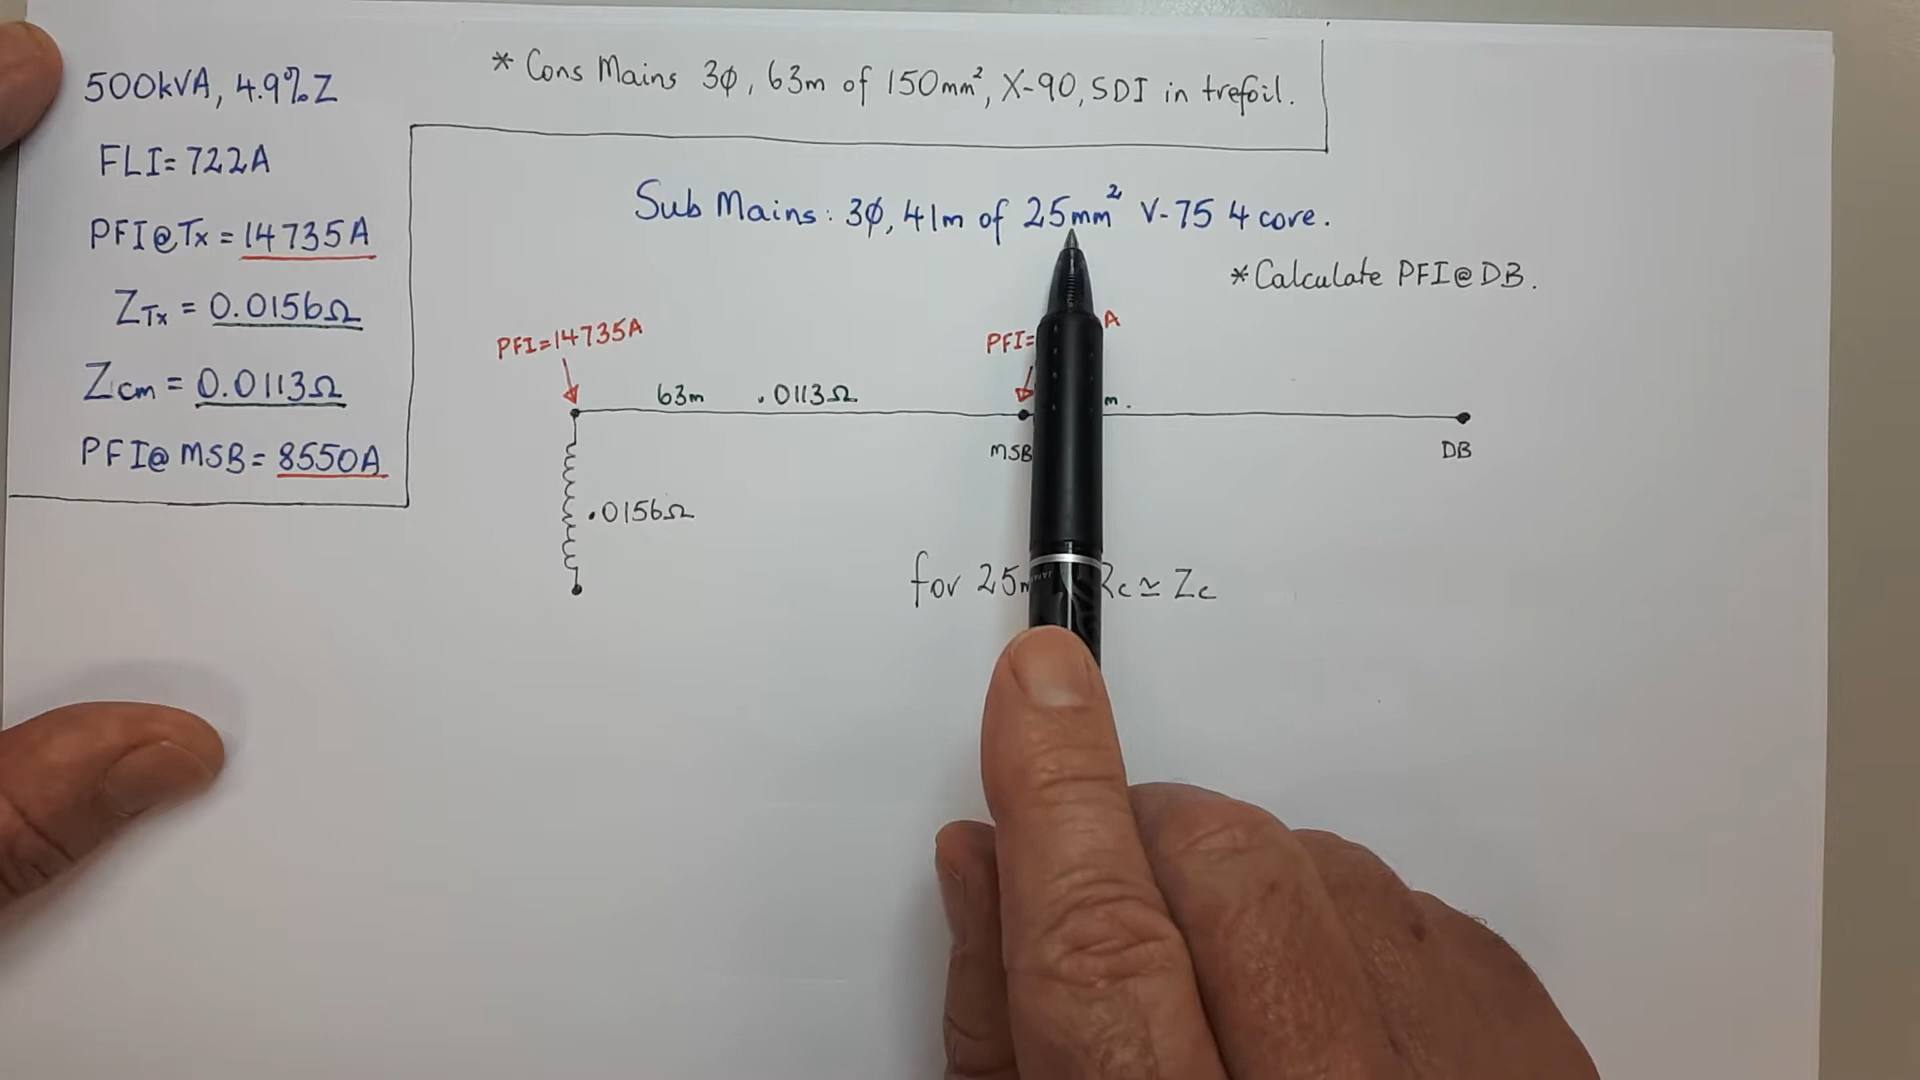 500kVA, 4.9%Z
FLI = 722A
PFI@Tx = 14735A
ZTx = 0.0156Ω
Zcm = 0.0113Ω
PFI@ MSB = 8550A
* Cons Mains 3ϕ, 63m of 150mm², X-90, SDI in trefoil.
Sub Mains: 3ϕ, 41m of 25mm² V-75 4 core.
* Calculate PFI@DB.
PFI=14735A
PFI= A
63m .0113Ω
m.
MSB
DB
.0156Ω
for 25m c ≃ Zc